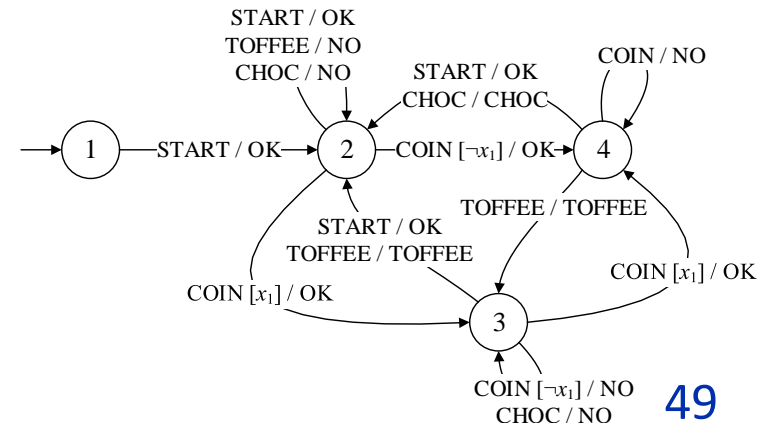 START / OK
TOFFEE / NO
CHOC / NO
START / OK
CHOC / CHOC
COIN / NO
1
START / OK
2
COIN [¬x₁] / OK
4
TOFFEE / TOFFEE
START / OK
TOFFEE / TOFFEE
COIN [x₁] / OK
COIN [x₁] / OK
3
COIN [¬x₁] / NO
CHOC / NO
49